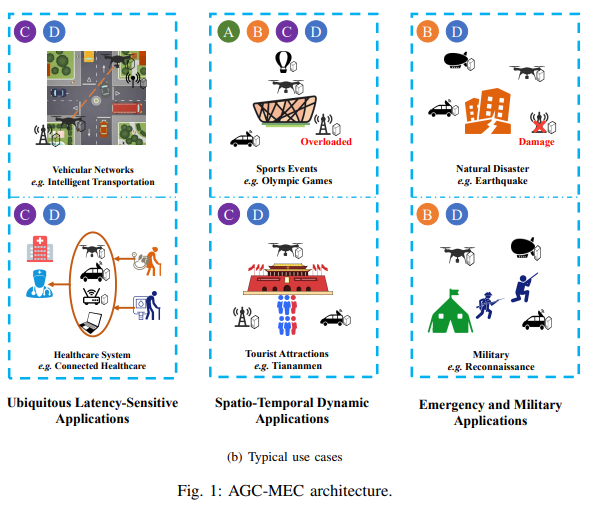 C D
A B C D
B D
Overloaded
Damage
Vehicular Networks
e.g. Intelligent Transportation
Sports Events
e.g. Olympic Games
Natural Disaster
e.g. Earthquake
C D
C D
B D
Healthcare System
e.g. Connected Healthcare
Tourist Attractions
e.g. Tiananmen
Military
e.g. Reconnaissance
Ubiquitous Latency-Sensitive
Applications
Spatio-Temporal Dynamic
Applications
Emergency and Military
Applications
(b) Typical use cases
Fig. 1: AGC-MEC architecture.